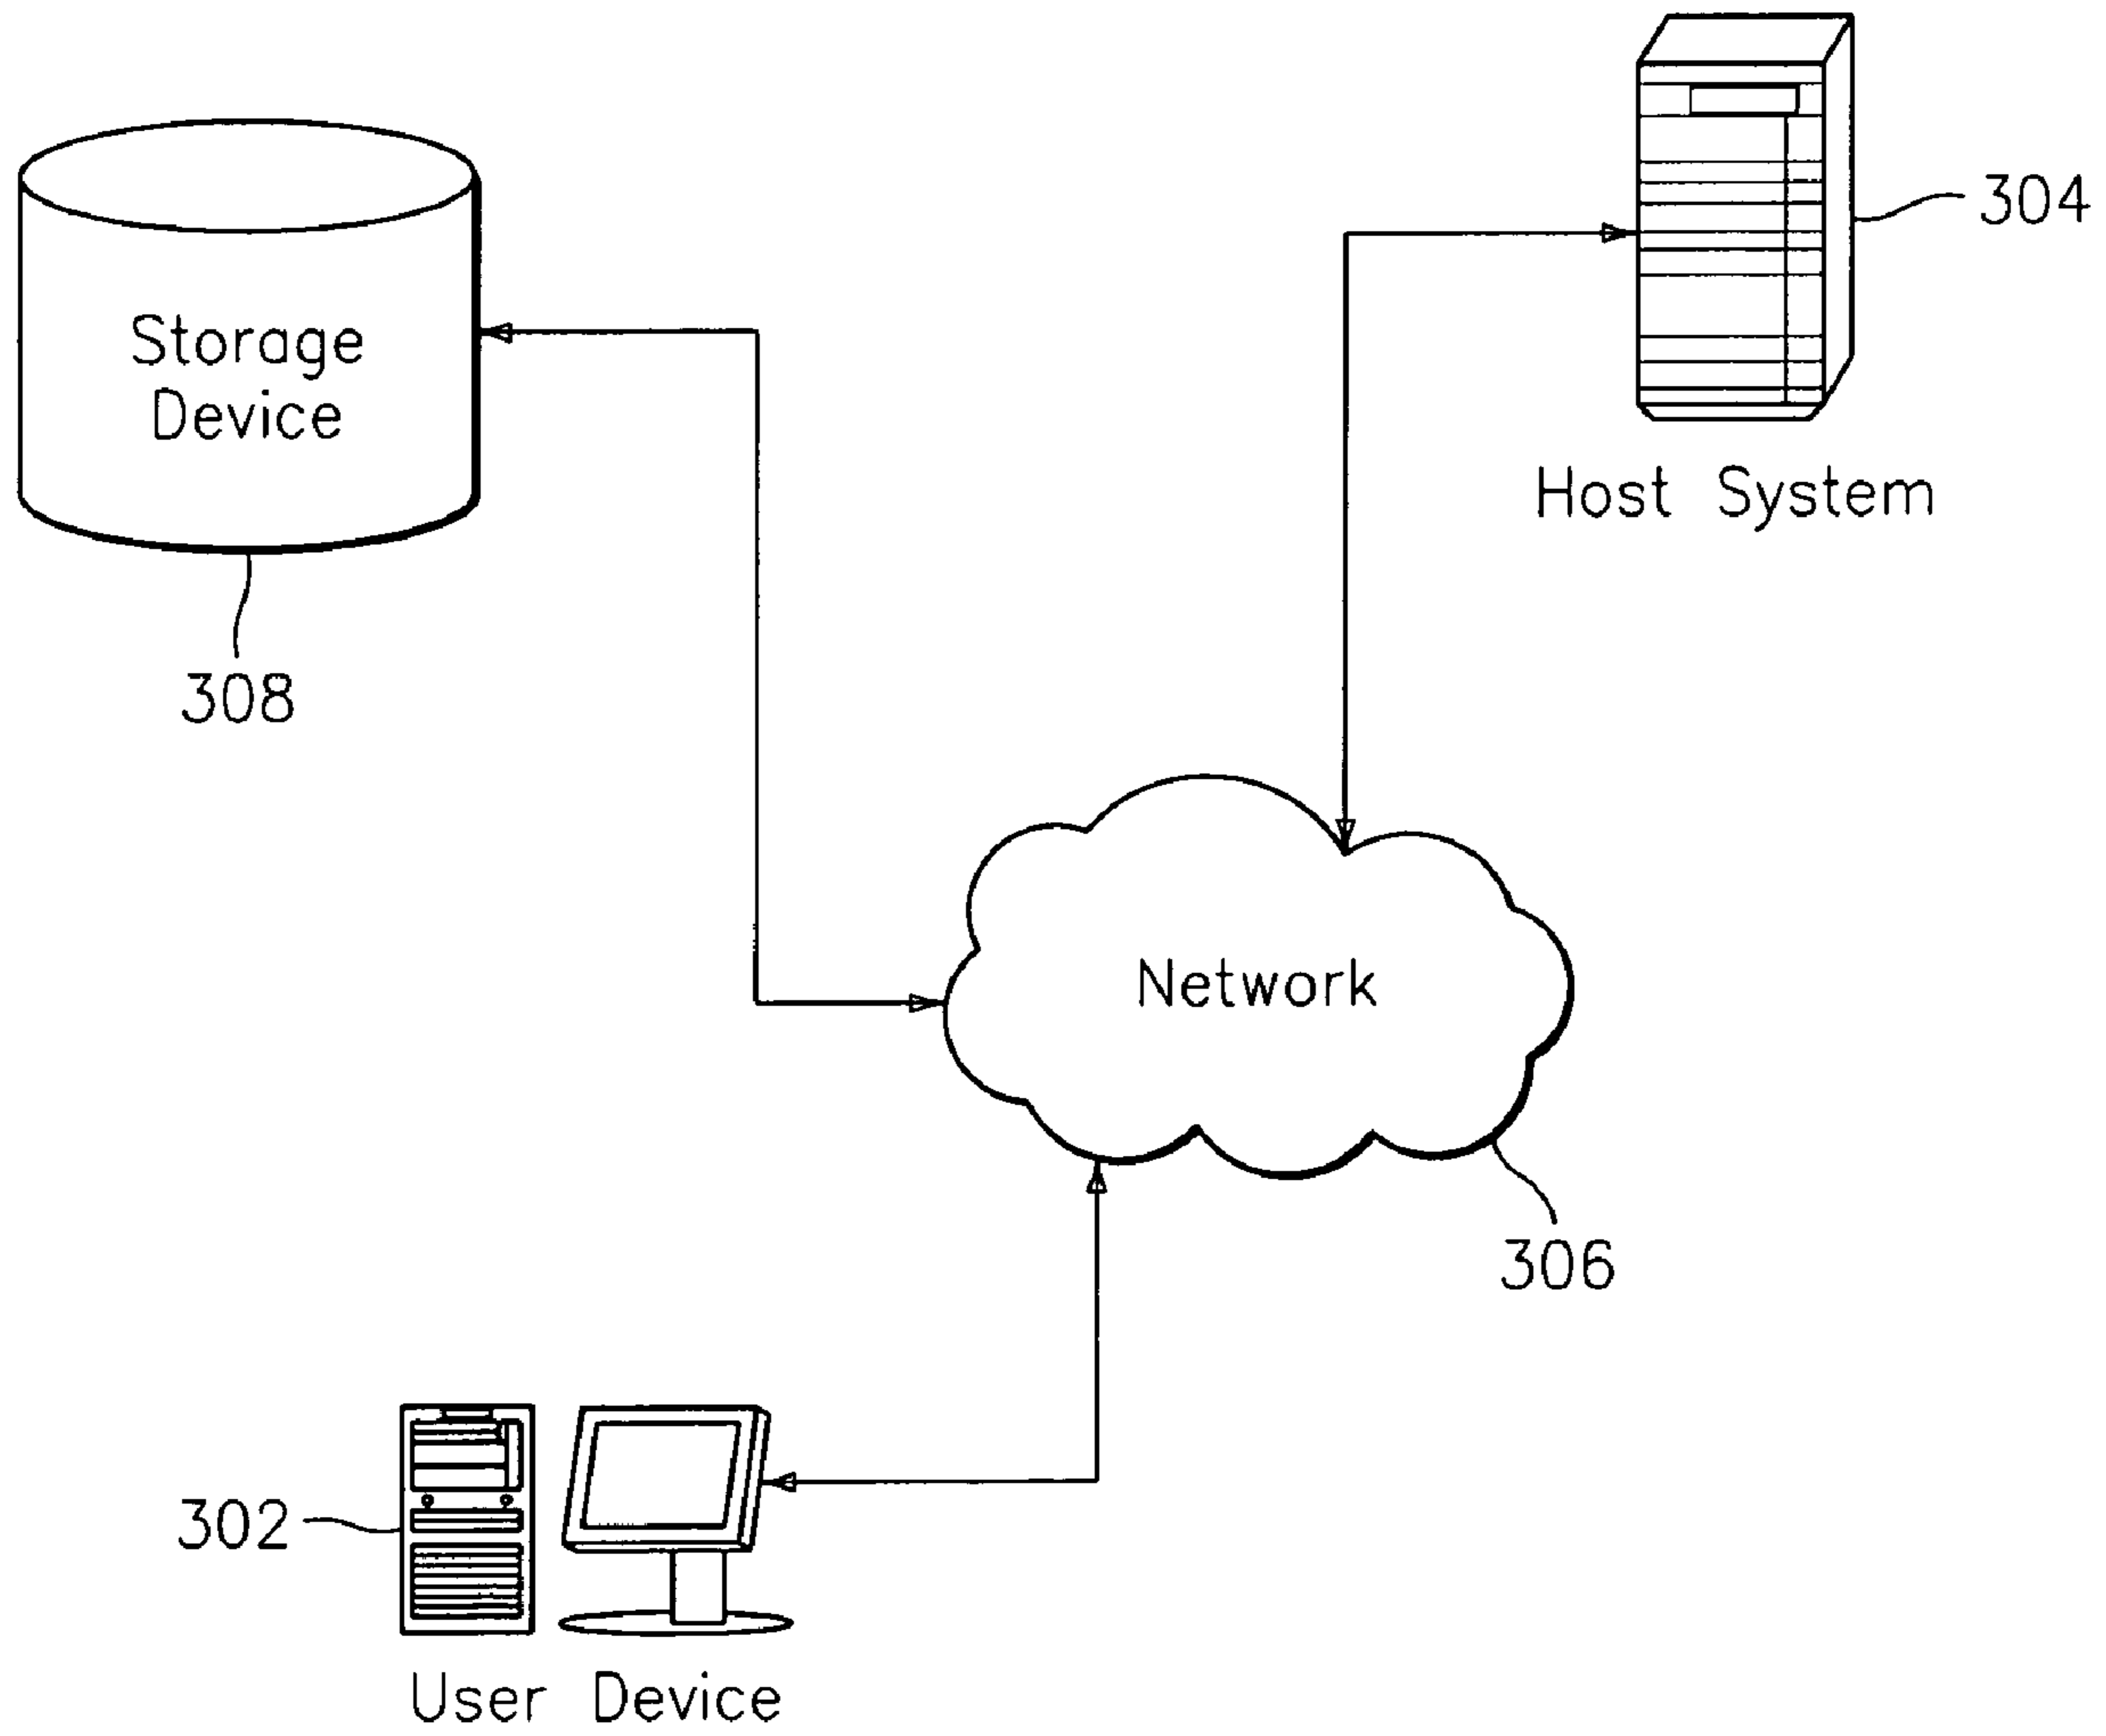 304
Storage
Device
Host System
308
Network
306
302
User Device